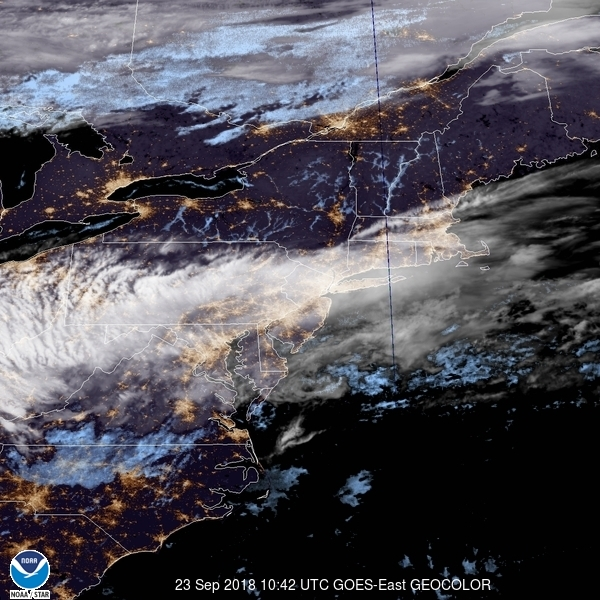 NOAA
NOAA STAR
23 Sep 2018 10:42 UTC GOES-East GEOCOLOR